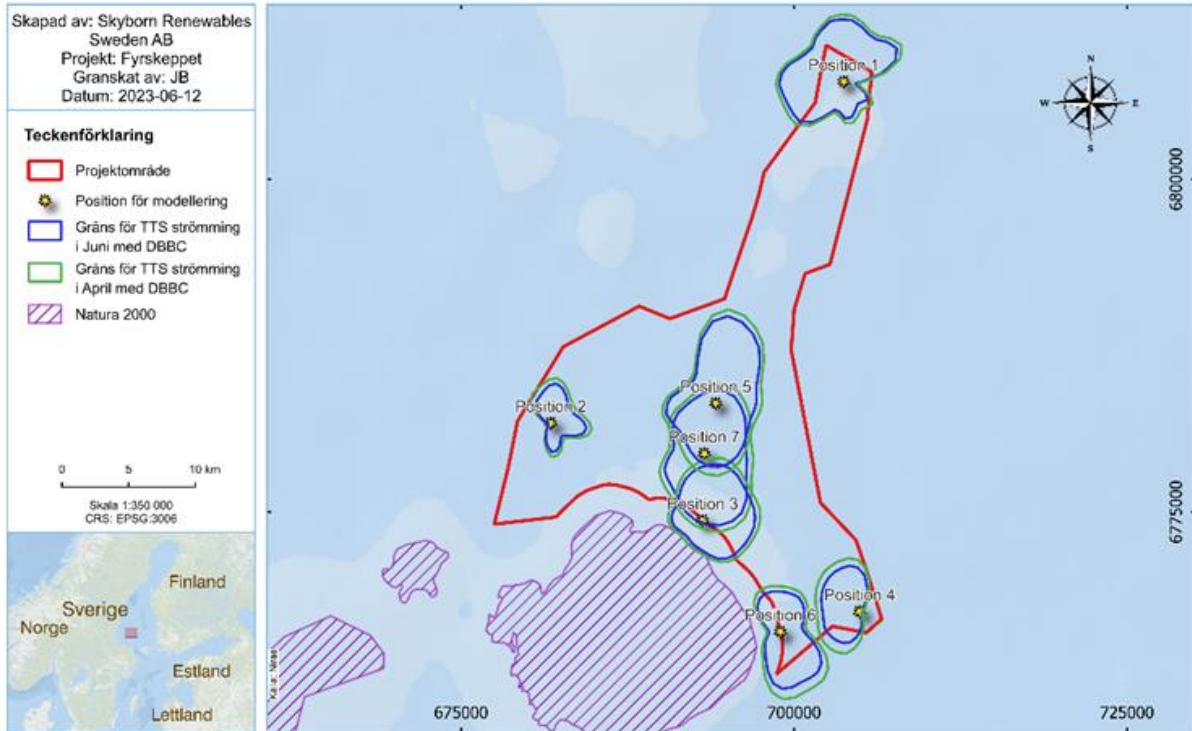 Skapad av: Skyborn Renewables
Sweden AB
Projekt: Fyrskeppet
Granskat av: JB
Datum: 2023-06-12
Teckenförklaring
Projektområde
Position för modellering
Gräns för TTS strömming
i Juni med DBBC
Gräns för TTS strömming
i April med DBBC
Natura 2000
0 5 10 km
Skala 1:350 000
CRS: EPSG:3006
Finland
Sverige
Norge
Estland
Lettland
Position 1
N
W E
S
6800000
Position 5
Position 2
Position 7
Position 3
6775000
Position 4
Position 6
Källa: Niras
675000 700000 725000